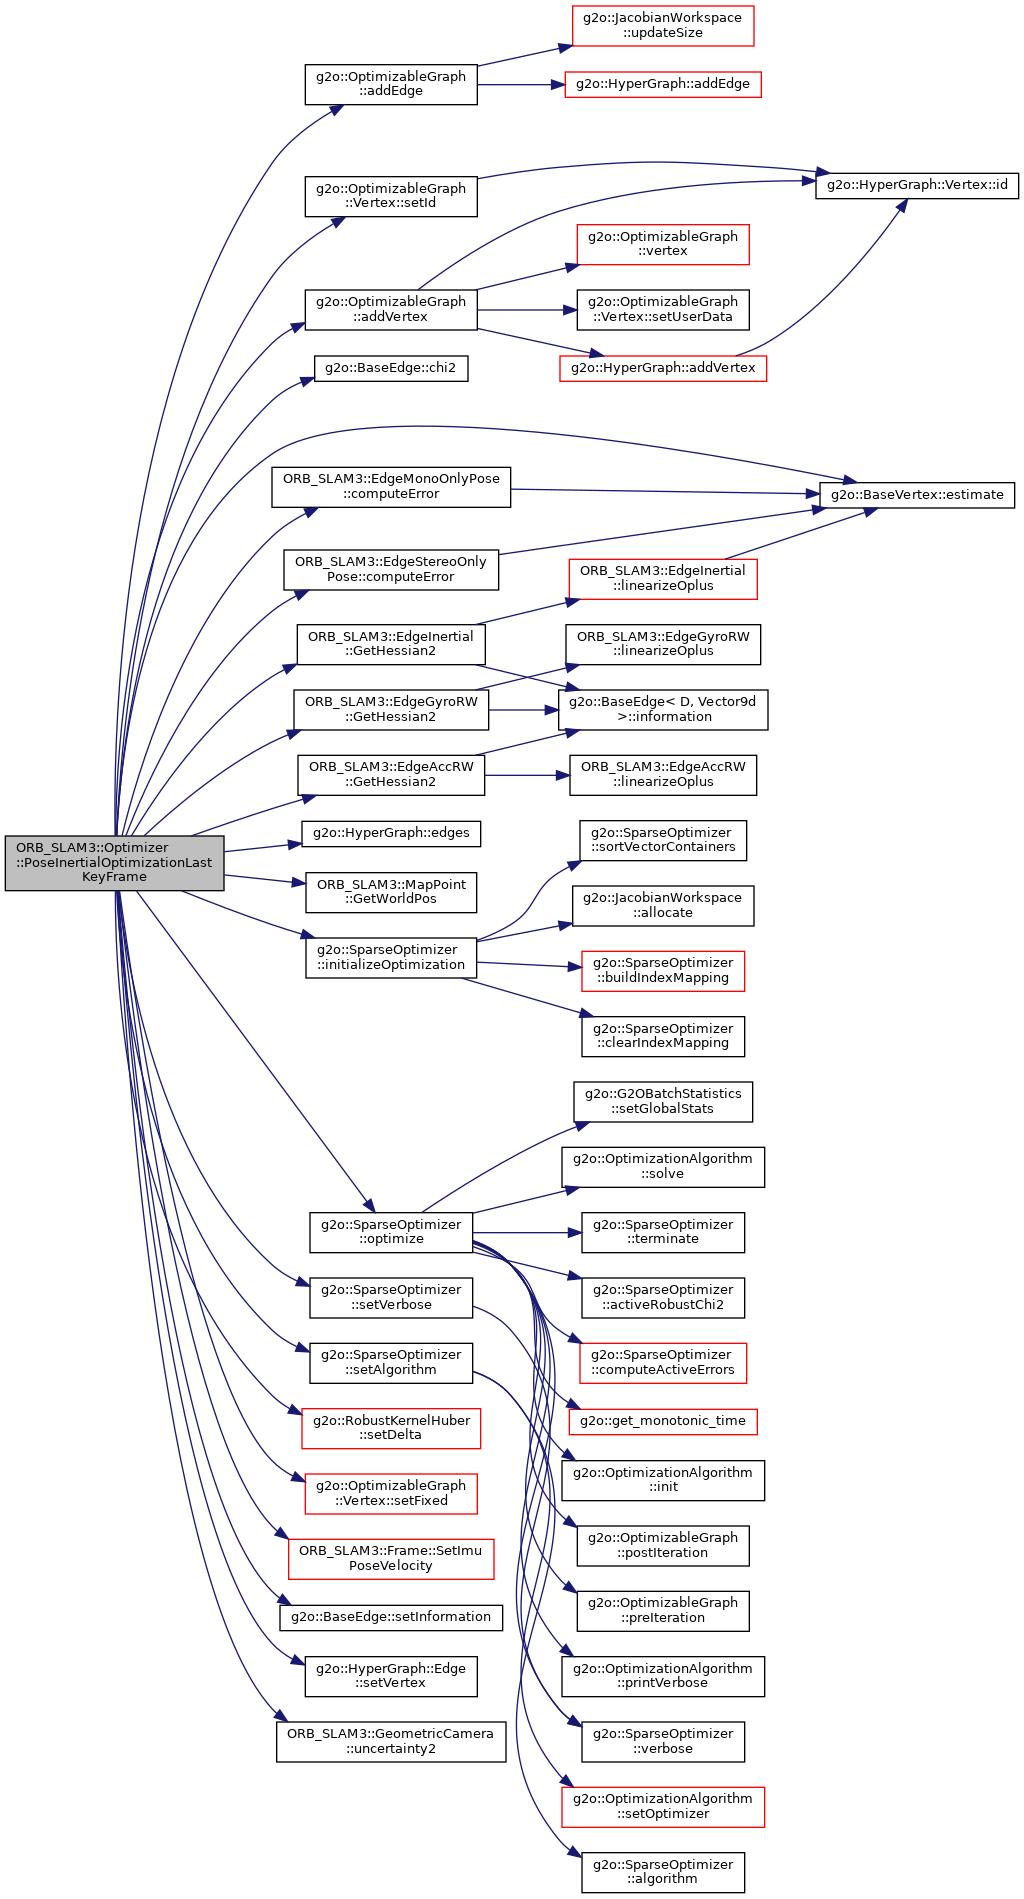 ORB_SLAM3::Optimizer
::PoseInertialOptimizationLast
KeyFrame
g2o::OptimizableGraph
::addEdge
g2o::OptimizableGraph
::Vertex::setId
g2o::OptimizableGraph
::addVertex
g2o::BaseEdge::chi2
ORB_SLAM3::EdgeMonoOnlyPose
::computeError
ORB_SLAM3::EdgeStereoOnly
Pose::computeError
ORB_SLAM3::EdgeInertial
::GetHessian2
ORB_SLAM3::EdgeGyroRW
::GetHessian2
ORB_SLAM3::EdgeAccRW
::GetHessian2
g2o::HyperGraph::edges
ORB_SLAM3::MapPoint
::GetWorldPos
g2o::SparseOptimizer
::initializeOptimization
g2o::SparseOptimizer
::optimize
g2o::SparseOptimizer
::setVerbose
g2o::SparseOptimizer
::setAlgorithm
g2o::RobustKernelHuber
::setDelta
g2o::OptimizableGraph
::Vertex::setFixed
ORB_SLAM3::Frame::SetImu
PoseVelocity
g2o::BaseEdge::setInformation
g2o::HyperGraph::Edge
::setVertex
ORB_SLAM3::GeometricCamera
::uncertainty2
g2o::JacobianWorkspace
::updateSize
g2o::HyperGraph::addEdge
g2o::OptimizableGraph
::vertex
g2o::OptimizableGraph
::Vertex::setUserData
g2o::HyperGraph::addVertex
ORB_SLAM3::EdgeInertial
::linearizeOplus
ORB_SLAM3::EdgeGyroRW
::linearizeOplus
g2o::BaseEdge< D, Vector9d
>::information
ORB_SLAM3::EdgeAccRW
::linearizeOplus
g2o::SparseOptimizer
::sortVectorContainers
g2o::JacobianWorkspace
::allocate
g2o::SparseOptimizer
::buildIndexMapping
g2o::SparseOptimizer
::clearIndexMapping
g2o::G2OBatchStatistics
::setGlobalStats
g2o::OptimizationAlgorithm
::solve
g2o::SparseOptimizer
::terminate
g2o::SparseOptimizer
::activeRobustChi2
g2o::SparseOptimizer
::computeActiveErrors
g2o::get_monotonic_time
g2o::OptimizationAlgorithm
::init
g2o::OptimizableGraph
::postIteration
g2o::OptimizableGraph
::preIteration
g2o::OptimizationAlgorithm
::printVerbose
g2o::SparseOptimizer
::verbose
g2o::OptimizationAlgorithm
::setOptimizer
g2o::SparseOptimizer
::algorithm
g2o::HyperGraph::Vertex::id
g2o::BaseVertex::estimate